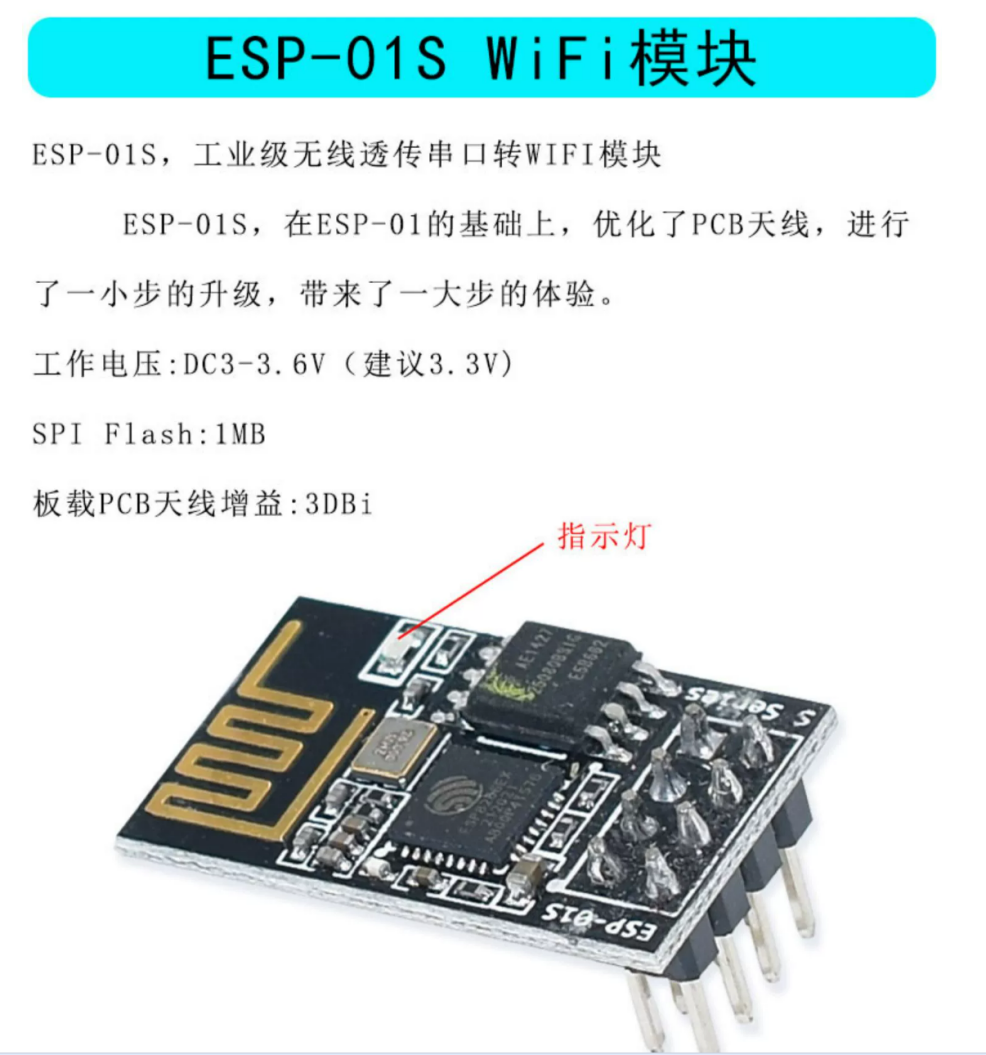 ESP-01S WiFi模块
ESP-01S，工业级无线透传串口转WIFI模块
ESP-01S，在ESP-01的基础上，优化了PCB天线，进行
了一小步的升级，带来了一大步的体验。
工作电压:DC3-3.6V（建议3.3V)
SPI Flash:1MB
板载PCB天线增益:3DBi
指示灯
AE1427
Series
ESP-01S